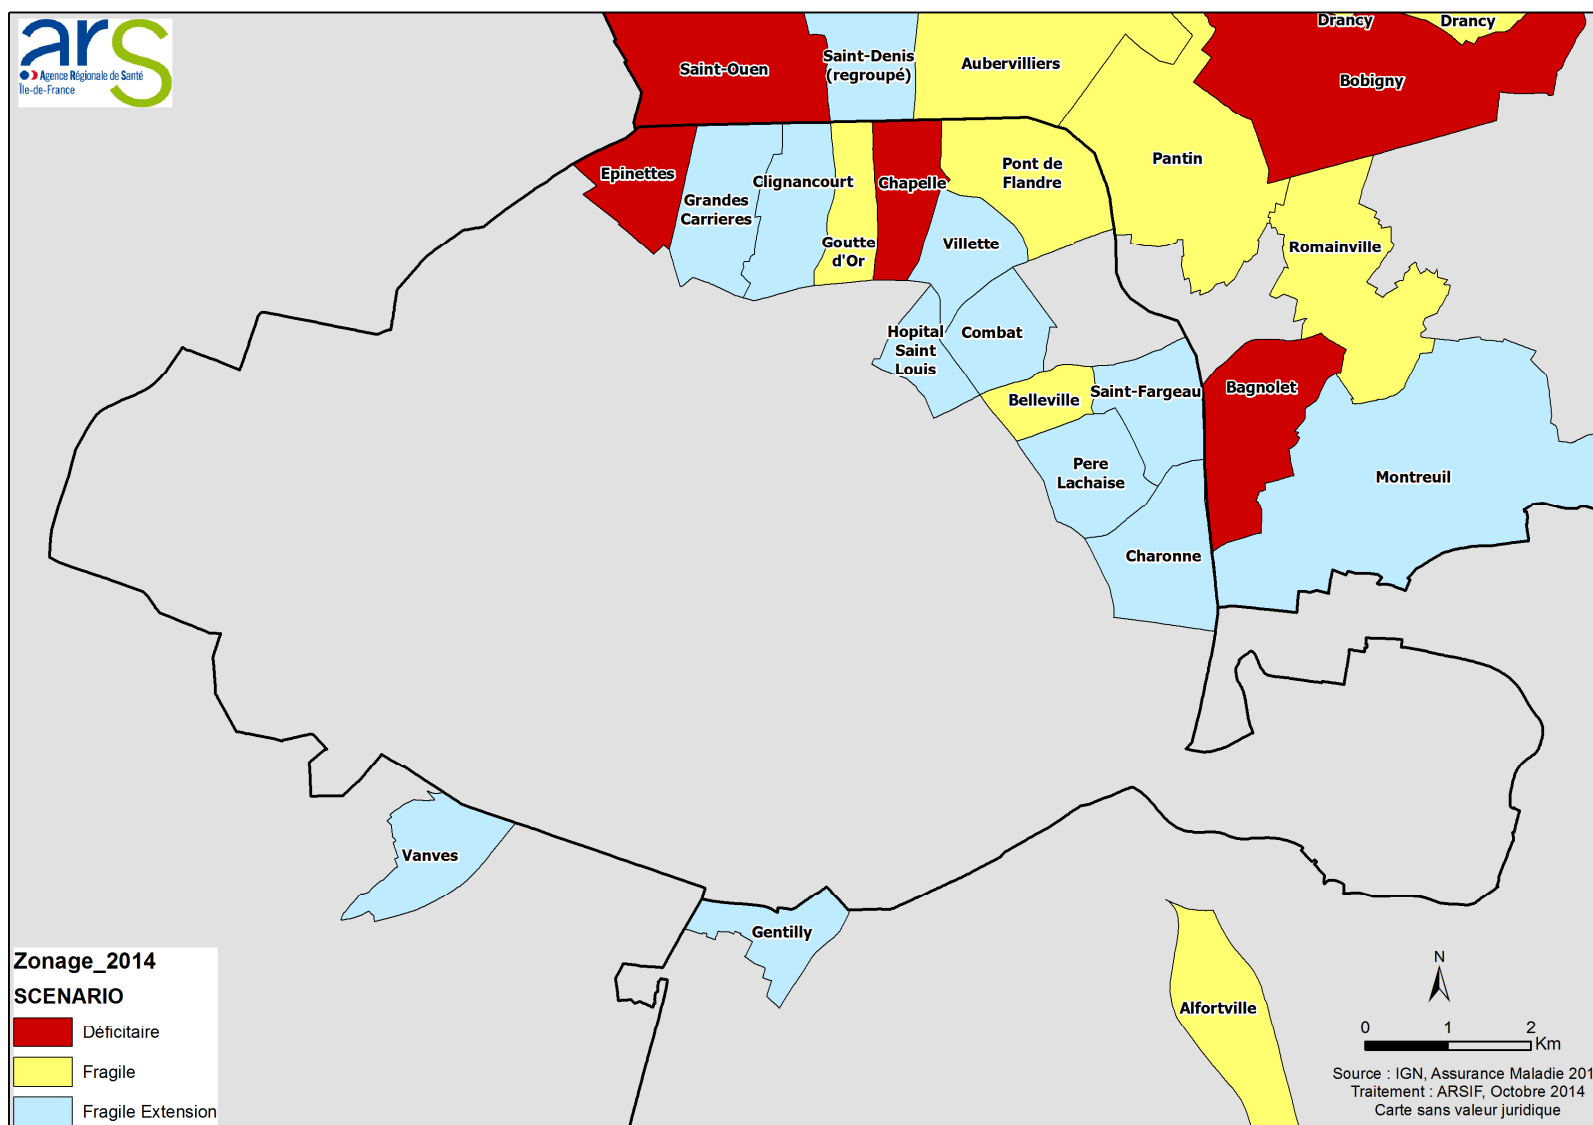 ars
Agence Régionale de Santé
Île-de-France
Saint-Ouen
Saint-Denis
(regroupé)
Aubervilliers
Drancy
Drancy
Bobigny
Pantin
Epinettes
Grandes
Carrieres
Clignancourt
Goutte
d'Or
Chapelle
Pont de
Flandre
Villette
Romainville
Hopital
Saint
Louis
Combat
Belleville
Saint-Fargeau
Bagnolet
Pere
Lachaise
Montreuil
Charonne
Vanves
Gentilly
Alfortville
Zonage_2014
SCENARIO
Déficitaire
Fragile
Fragile Extension
N
0 1 2
Km
Source : IGN, Assurance Maladie 201
Traitement : ARSIF, Octobre 2014
Carte sans valeur juridique